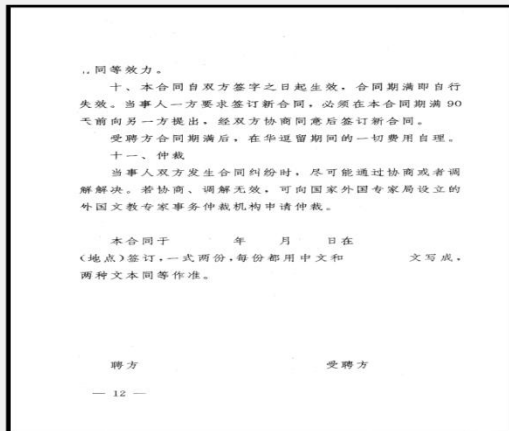 同等效力。
十、本合同自双方签字之日起生效，合同期满即自行
失效。当事人一方要求签订新合同，必须在本合同期满90
天前向另一方提出，经双方协商同意后签订新合同。
受聘方合同期满后，在华逗留期间的一切费用自理。
十一、仲裁
当事人双方发生合同纠纷时，尽可能通过协商或者调
解解决。若协商、调解无效，可向国家外国专家局设立的
外国文教专家事务仲裁机构申请仲裁。
本合同于 年 月 日在
(地点)签订，一式两份，每份都用中文和 文写成，
两种文本同等作准。
聘方 受聘方
— 12 —